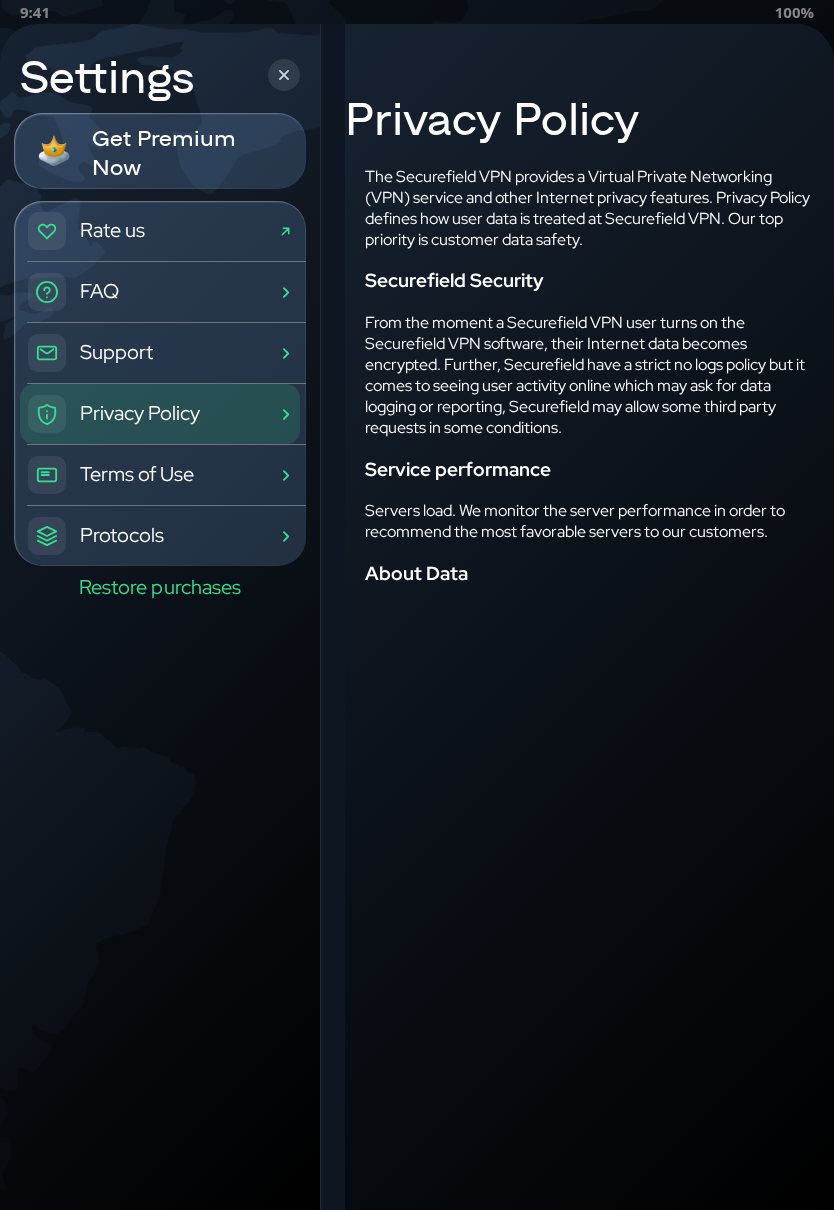 9:41
100%
Settings
Get Premium
Now
Rate us
FAQ
Support
Privacy Policy
Terms of Use
Protocols
Restore purchases
Privacy Policy
The Securefield VPN provides a Virtual Private Networking
(VPN) service and other Internet privacy features. Privacy Policy
defines how user data is treated at Securefield VPN. Our top
priority is customer data safety.
Securefield Security
From the moment a Securefield VPN user turns on the
Securefield VPN software, their Internet data becomes
encrypted. Further, Securefield have a strict no logs policy but it
comes to seeing user activity online which may ask for data
logging or reporting, Securefield may allow some third party
requests in some conditions.
Service performance
Servers load. We monitor the server performance in order to
recommend the most favorable servers to our customers.
About Data